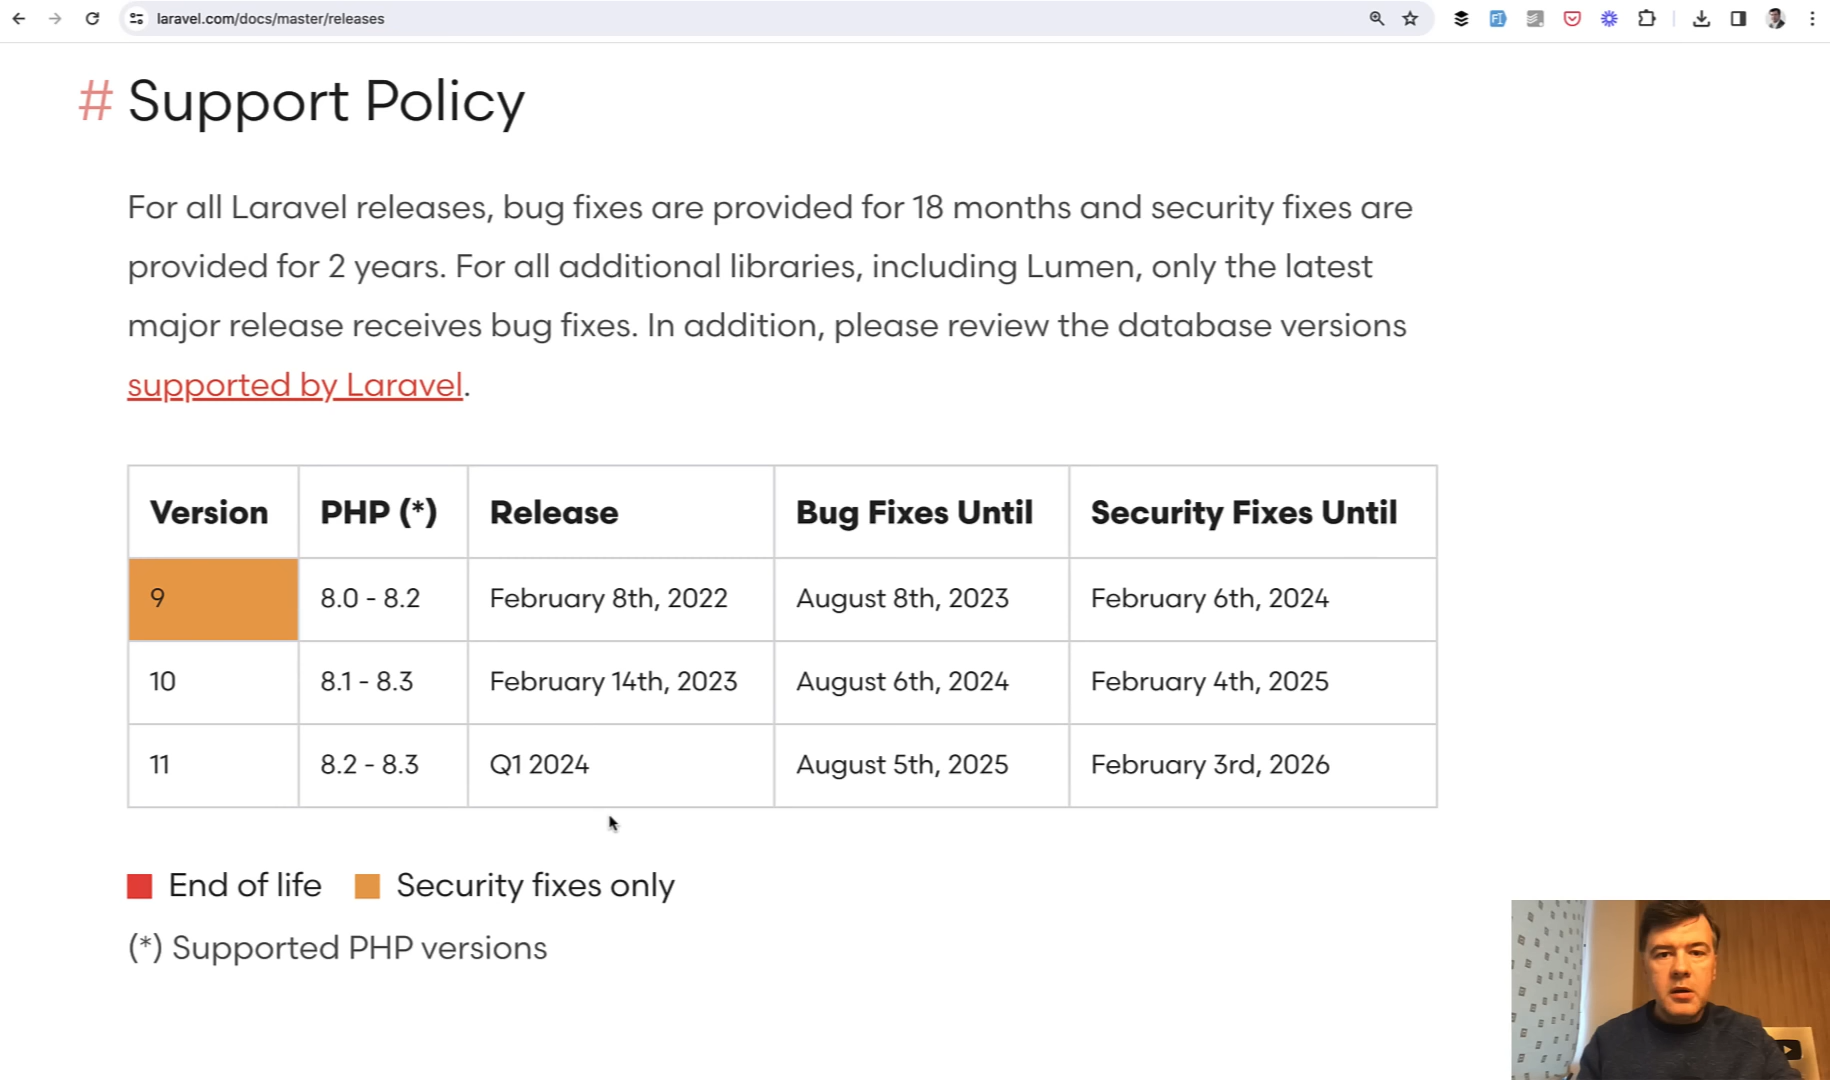 laravel.com/docs/master/releases
# Support Policy
For all Laravel releases, bug fixes are provided for 18 months and security fixes are
provided for 2 years. For all additional libraries, including Lumen, only the latest
major release receives bug fixes. In addition, please review the database versions
supported by Laravel.
Version PHP (*) Release Bug Fixes Until Security Fixes Until
9 8.0 - 8.2 February 8th, 2022 August 8th, 2023 February 6th, 2024
10 8.1 - 8.3 February 14th, 2023 August 6th, 2024 February 4th, 2025
11 8.2 - 8.3 Q1 2024 August 5th, 2025 February 3rd, 2026
End of life Security fixes only
(*) Supported PHP versions